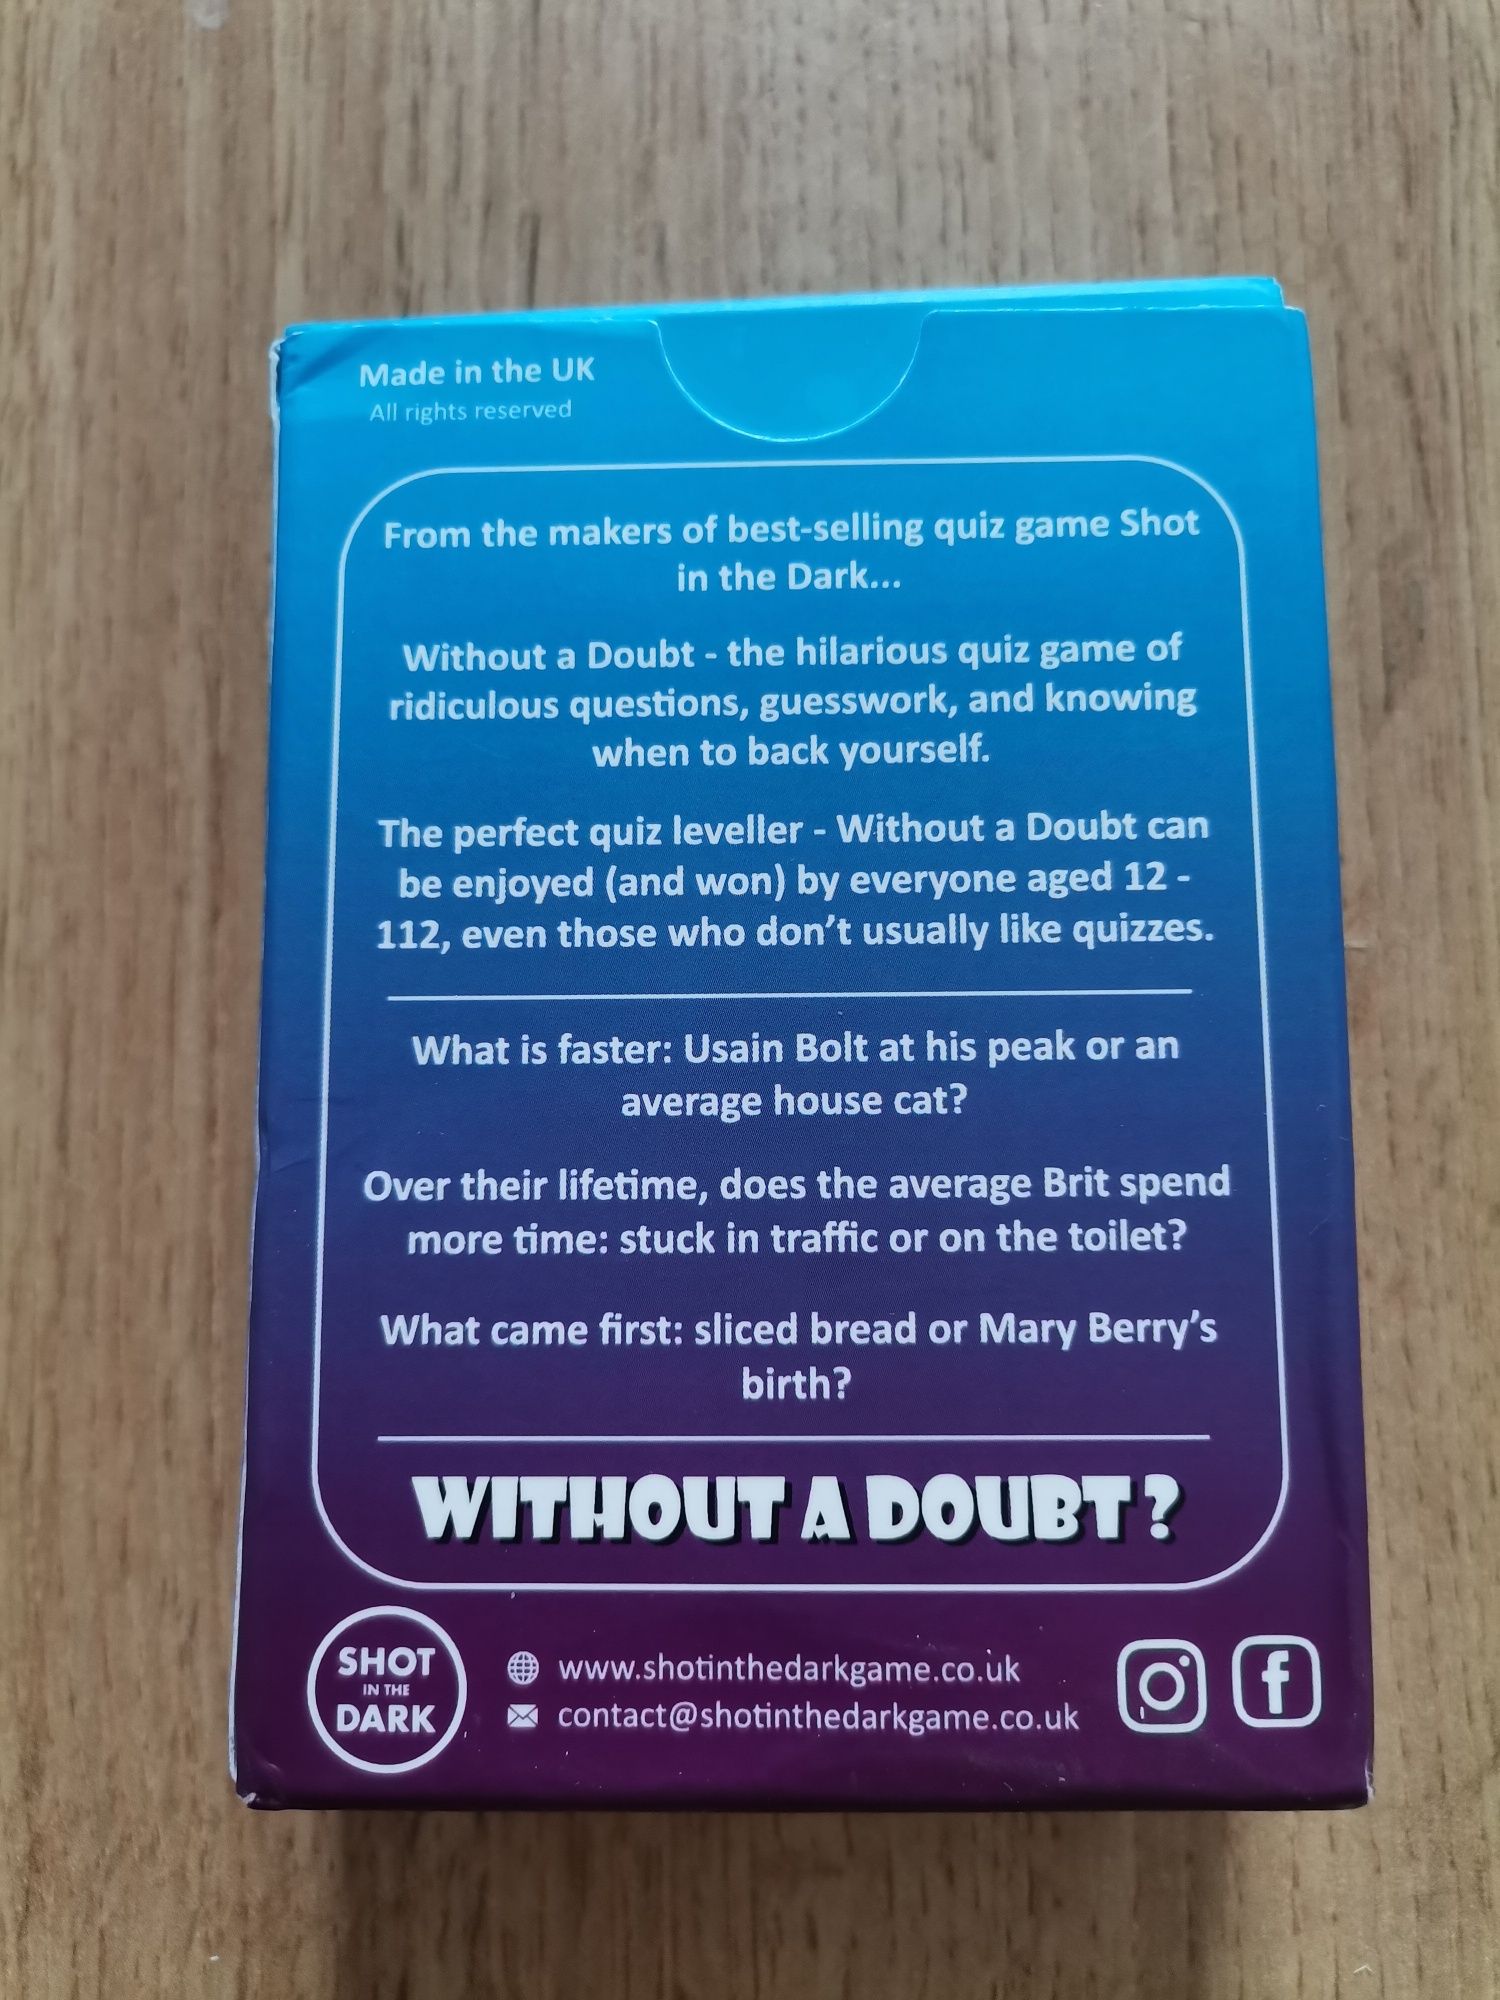 Made in the UK
All rights reserved
From the makers of best-selling quiz game Shot
in the Dark...
Without a Doubt - the hilarious quiz game of
ridiculous questions, guesswork, and knowing
when to back yourself.
The perfect quiz leveller - Without a Doubt can
be enjoyed (and won) by everyone aged 12 -
112, even those who don't usually like quizzes.
What is faster: Usain Bolt at his peak or an
average house cat?
Over their lifetime, does the average Brit spend
more time: stuck in traffic or on the toilet?
What came first: sliced bread or Mary Berry's
birth?
WITHOUT A DOUBT?
SHOT
IN THE
DARK
www.shotinthedarkgame.co.uk
contact@shotinthedarkgame.co.uk